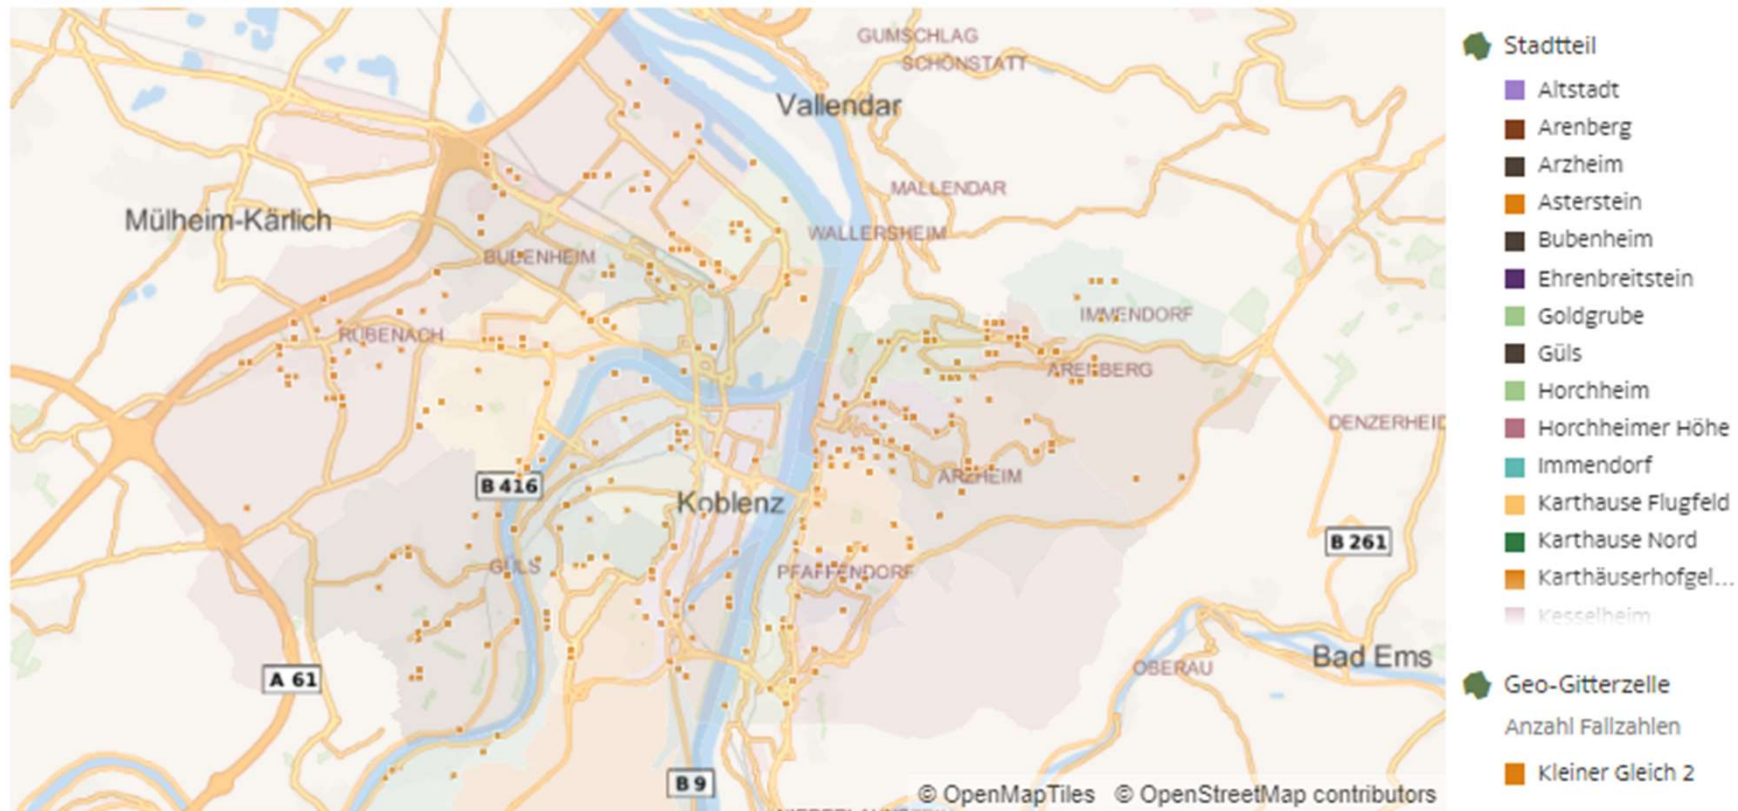 GUMSCHLAG
SCHÖNSTATT
Vallendar
MALLENDAR
Mülheim-Kärlich
WALLERSHEIM
BUBENHEIM
IMMENDORF
RÜBENACH
ARENBERG
DENZERHEID
ARZHEIM
B 416
Koblenz
B 261
GÜLS
PFAFFENDORF
Bad Ems
OBERAU
A 61
B 9
© OpenMapTiles © OpenStreetMap contributors
Stadtteil
Altstadt
Arenberg
Arzheim
Asterstein
Bubenheim
Ehrenbreitstein
Goldgrube
Güls
Horchheim
Horchheimer Höhe
Immendorf
Karthause Flugfeld
Karthause Nord
Karthäuserhofgel...
Kesselheim
Geo-Gitterzelle
Anzahl Fallzahlen
Kleiner Gleich 2